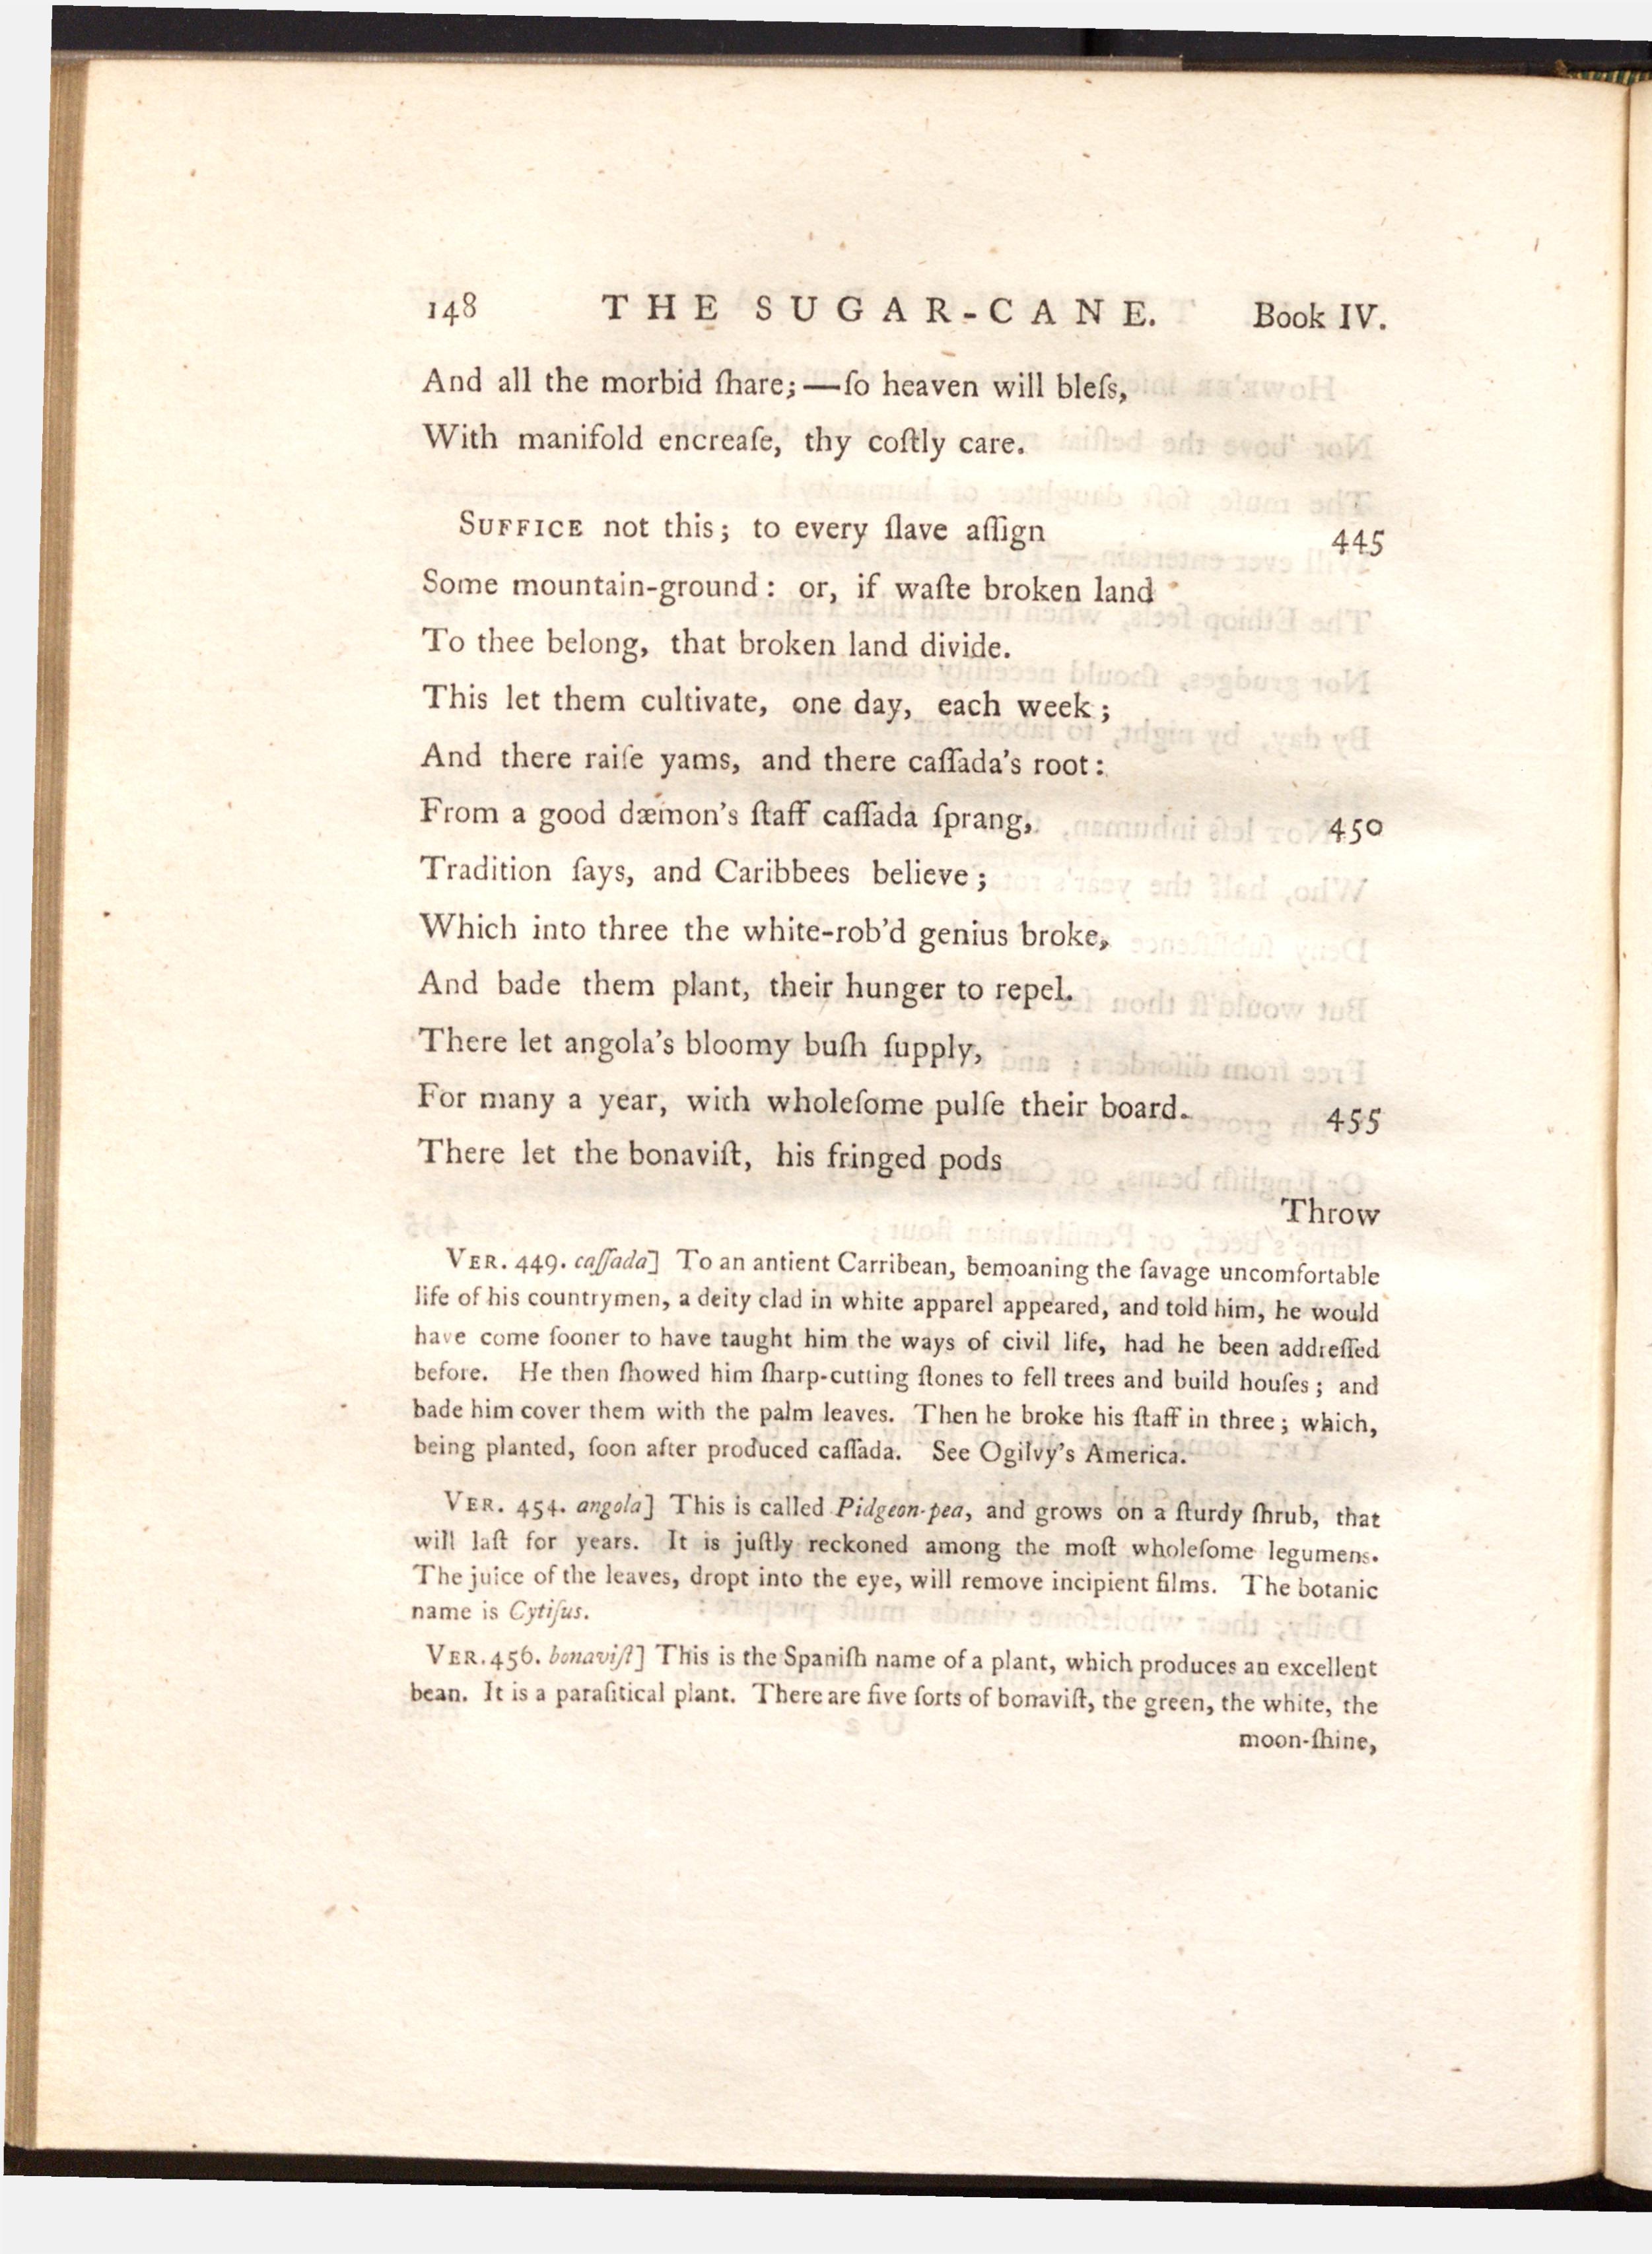 148 THE SUGAR-CANE. Book IV.
And all the morbid ſhare;—ſo heaven will bleſs,
With manifold encreaſe, thy coſtly care.
SUFFICE not this; to every ſlave aſſign 445
Some mountain-ground: or, if waſte broken land
To thee belong, that broken land divide.
This let them cultivate, one day, each week;
And there raiſe yams, and there caſſada's root:
From a good dæmon's ſtaff caſſada ſprang, 450
Tradition ſays, and Caribbees believe;
Which into three the white-rob'd genius broke,
And bade them plant, their hunger to repel.
There let angola's bloomy buſh ſupply,
For many a year, with wholeſome pulſe their board. 455
There let the bonaviſt, his fringed pods
Throw
VER. 449. caſſada] To an antient Carribean, bemoaning the ſavage uncomfortable
life of his countrymen, a deity clad in white apparel appeared, and told him, he would
have come ſooner to have taught him the ways of civil life, had he been addreſſed
before. He then ſhowed him ſharp-cutting ſtones to fell trees and build houſes; and
bade him cover them with the palm leaves. Then he broke his ſtaff in three; which,
being planted, ſoon after produced caſſada. See Ogilvy's America.
VER. 454. angola] This is called Pidgeon-pea, and grows on a ſturdy ſhrub, that
will laſt for years. It is juſtly reckoned among the moſt wholeſome legumens.
The juice of the leaves, dropt into the eye, will remove incipient films. The botanic
name is Cytiſus.
VER. 456. bonaviſt] This is the Spaniſh name of a plant, which produces an excellent
bean. It is a paraſitical plant. There are five ſorts of bonaviſt, the green, the white, the
moon-ſhine,